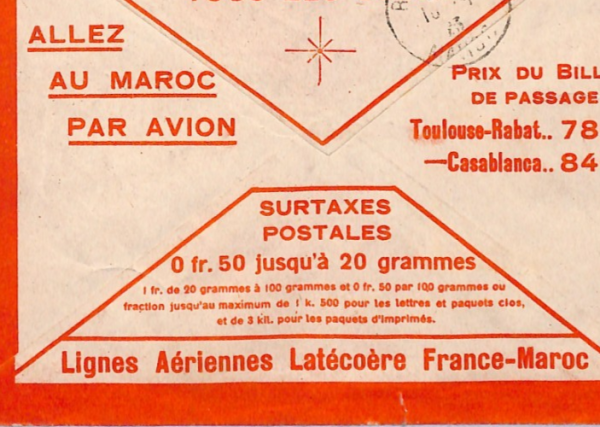 ALLEZ
AU MAROC
PAR AVION
PRIX DU BILL
DE PASSAGE
Toulouse-Rabat.. 78
—Casablanca.. 84
SURTAXES
POSTALES
0 fr. 50 jusqu'à 20 grammes
1 fr. de 20 grammes à 100 grammes et 0 fr. 50 par 100 grammes ou
fraction jusqu'au maximum de 1 k. 500 pour les lettres et paquets clos,
et de 3 kil. pour les paquets d'imprimés.
Lignes Aériennes Latécoère France-Maroc